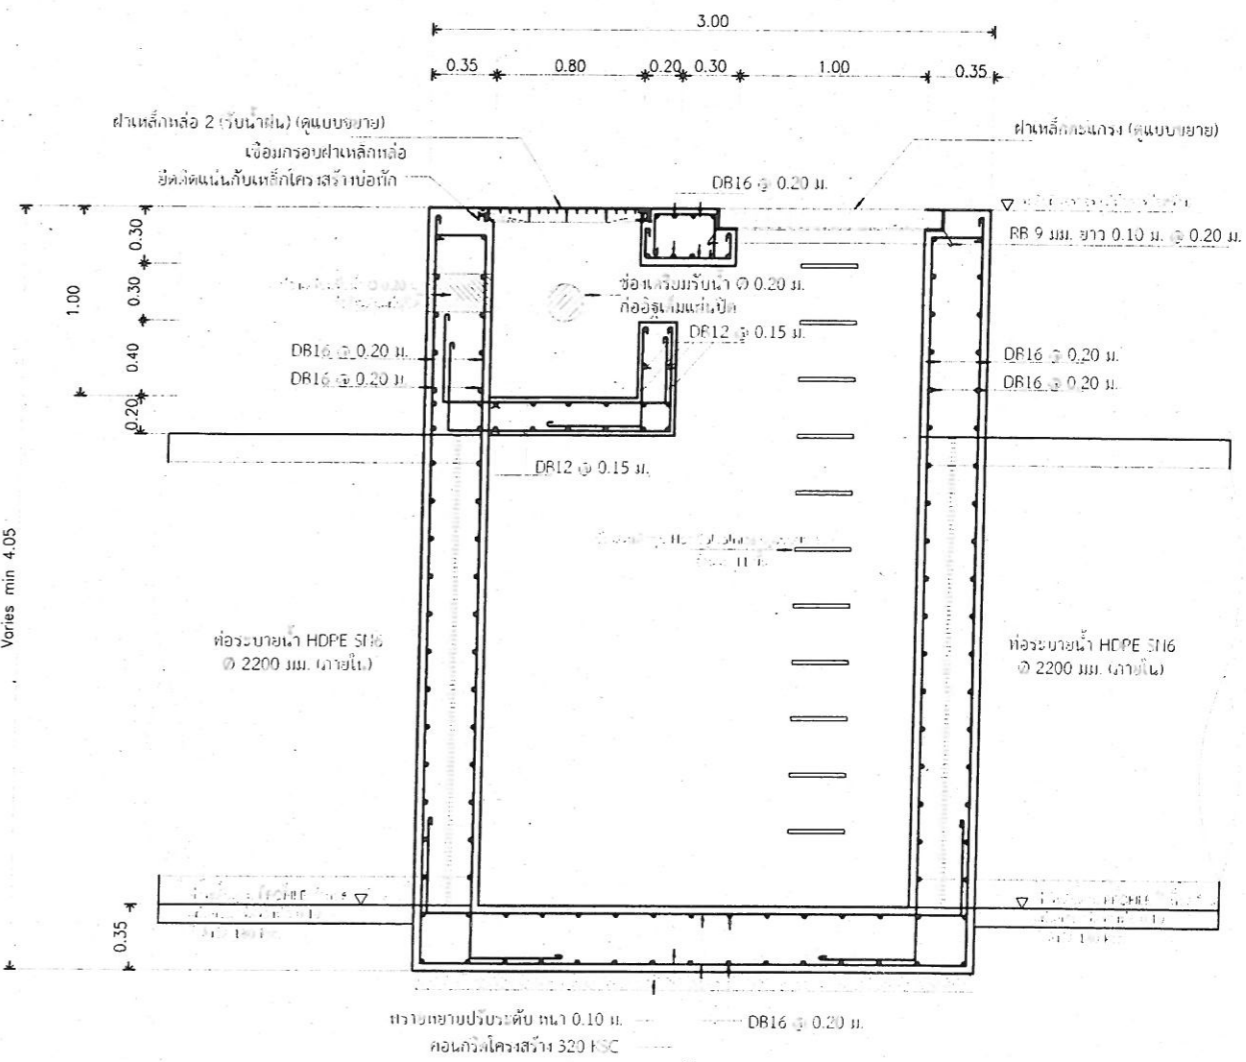 3.00
0.35 0.80 0.20 0.30 1.00 0.35
ฝาเหล็กหล่อ 2 (รับน้ำฝน) (ดูแบบขยาย)
เชื่อมกรอบฝาเหล็กหล่อ
ยึดติดแน่นกับเหล็กโครงสร้างบ่อพัก
DB16 @ 0.20 ม.
ฝาเหล็กตะแกรง (ดูแบบขยาย)
RB 9 มม. ยาว 0.10 ม. @ 0.20 ม.
0.30
0.30
1.00
0.40
0.20
ช่องเตรียมรับน้ำ Ø 0.20 ม.
ก่ออิฐเต็มแผ่นปิด
DB12 @ 0.15 ม.
DB16 @ 0.20 ม.
DB16 @ 0.20 ม.
DB16 @ 0.20 ม.
DB16 @ 0.20 ม.
DB12 @ 0.15 ม.
Varies min 4.05
ท่อระบายน้ำ HDPE SN6
Ø 2200 มม. (ภายใน)
ท่อระบายน้ำ HDPE SN6
Ø 2200 มม. (ภายใน)
0.35
ทรายหยาบปรับระดับ หนา 0.10 ม.
DB16 @ 0.20 ม.
คอนกรีตโครงสร้าง 320 KSC